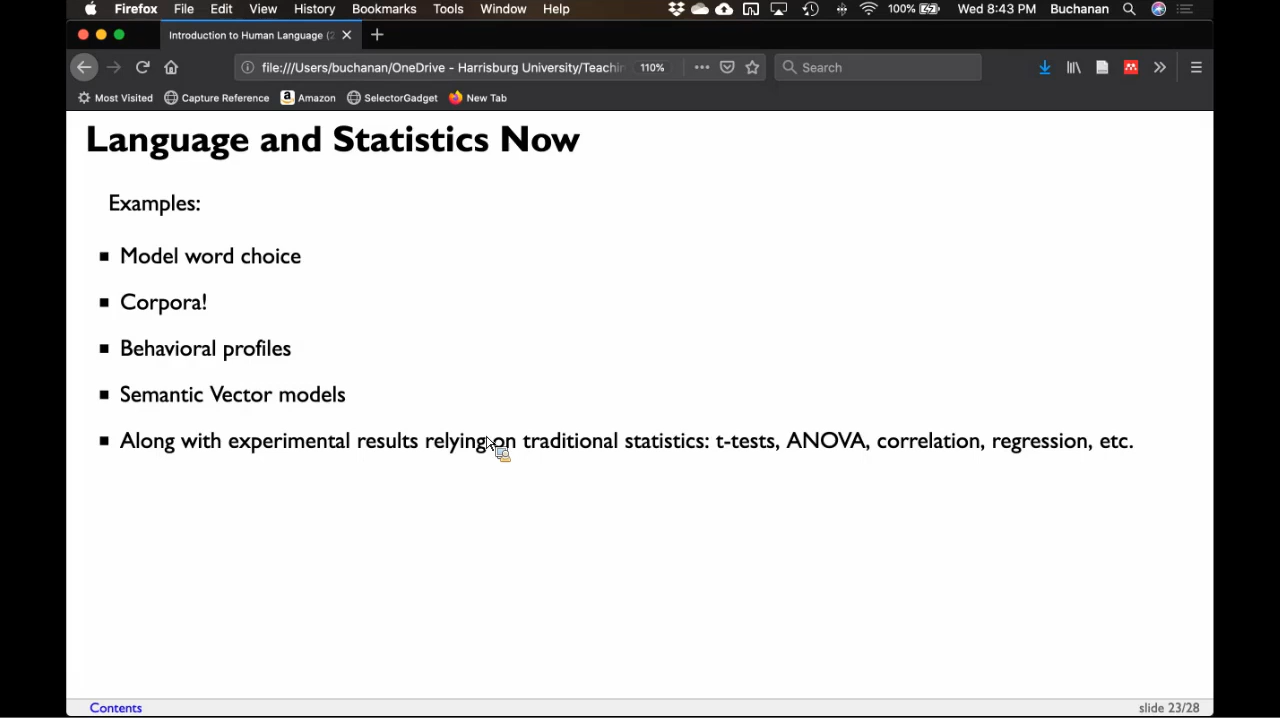 Firefox File Edit View History Bookmarks Tools Window Help 100% Wed 8:43 PM Buchanan
Introduction to Human Language (2
file:///Users/buchanan/OneDrive - Harrisburg University/Teachin 110% Search
Most Visited Capture Reference Amazon SelectorGadget New Tab
Language and Statistics Now
Examples:
Model word choice
Corpora!
Behavioral profiles
Semantic Vector models
Along with experimental results relying on traditional statistics: t-tests, ANOVA, correlation, regression, etc.
Contents slide 23/28